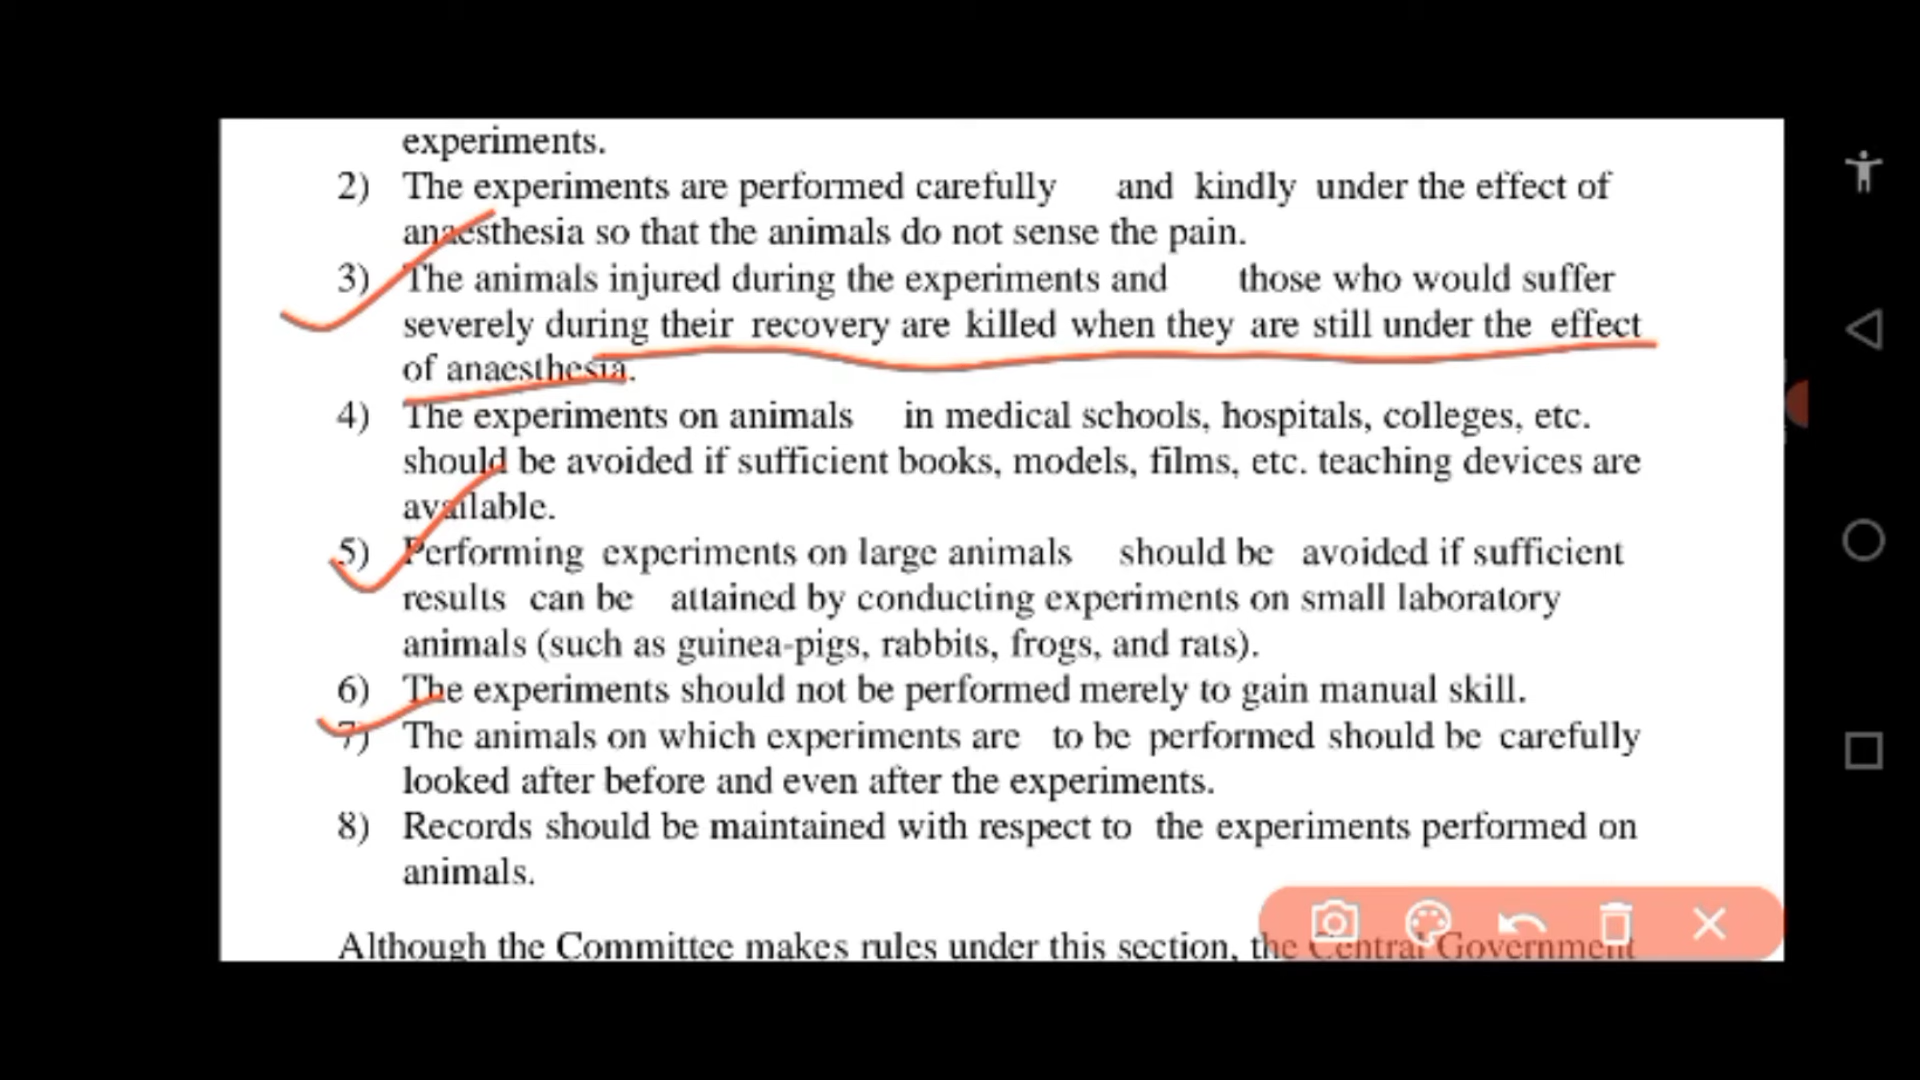 experiments.
2) The experiments are performed carefully and kindly under the effect of
anaesthesia so that the animals do not sense the pain.
3) The animals injured during the experiments and those who would suffer
severely during their recovery are killed when they are still under the effect
of anaesthesia.
4) The experiments on animals in medical schools, hospitals, colleges, etc.
should be avoided if sufficient books, models, films, etc. teaching devices are
available.
5) Performing experiments on large animals should be avoided if sufficient
results can be attained by conducting experiments on small laboratory
animals (such as guinea-pigs, rabbits, frogs, and rats).
6) The experiments should not be performed merely to gain manual skill.
7) The animals on which experiments are to be performed should be carefully
looked after before and even after the experiments.
8) Records should be maintained with respect to the experiments performed on
animals.
Although the Committee makes rules under this section, the Central Government